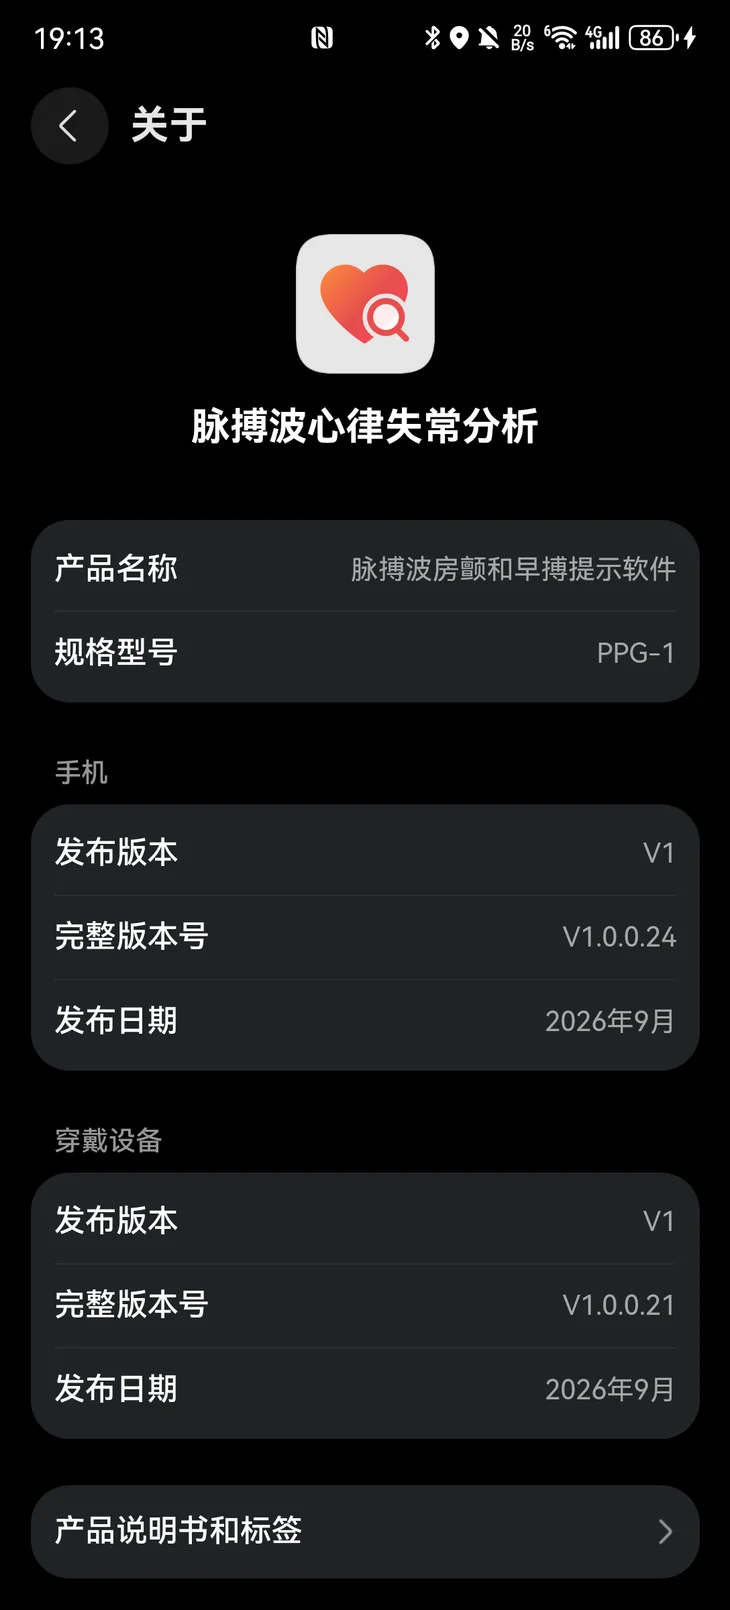 19:13
20 B/s 6 4G 86
关于
脉搏波心律失常分析
产品名称 脉搏波房颤和早搏提示软件
规格型号 PPG-1
手机
发布版本 V1
完整版本号 V1.0.0.24
发布日期 2026年9月
穿戴设备
发布版本 V1
完整版本号 V1.0.0.21
发布日期 2026年9月
产品说明书和标签